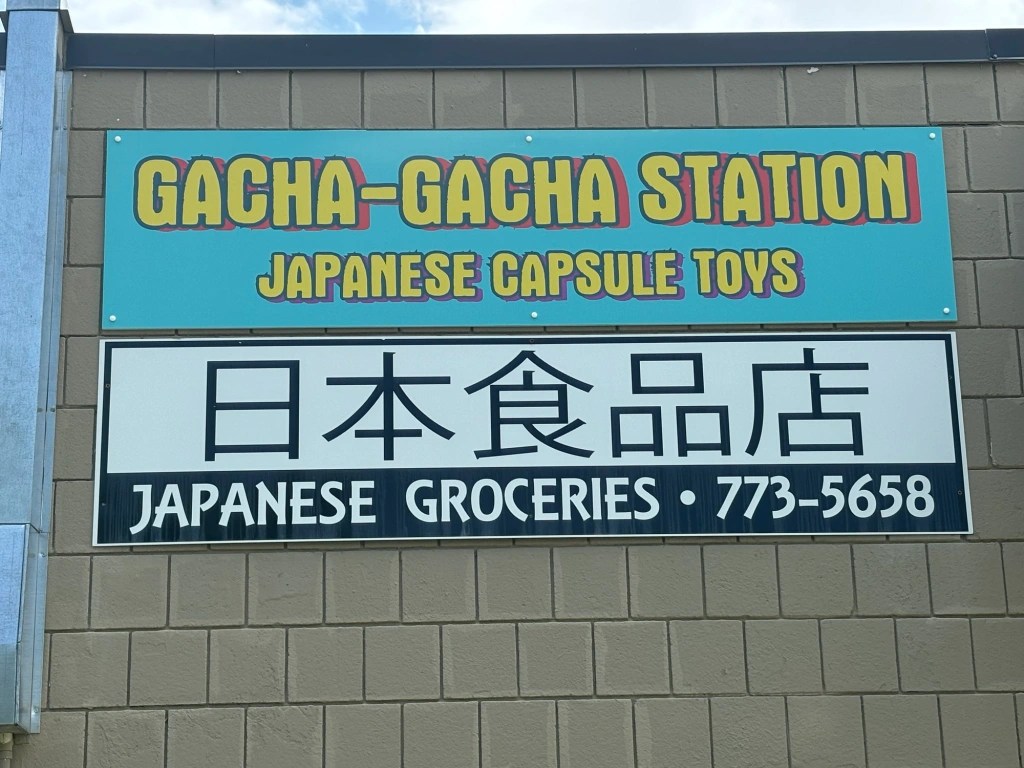 GACHA-GACHA STATION
JAPANESE CAPSULE TOYS
日本食品店
JAPANESE GROCERIES • 773-5658